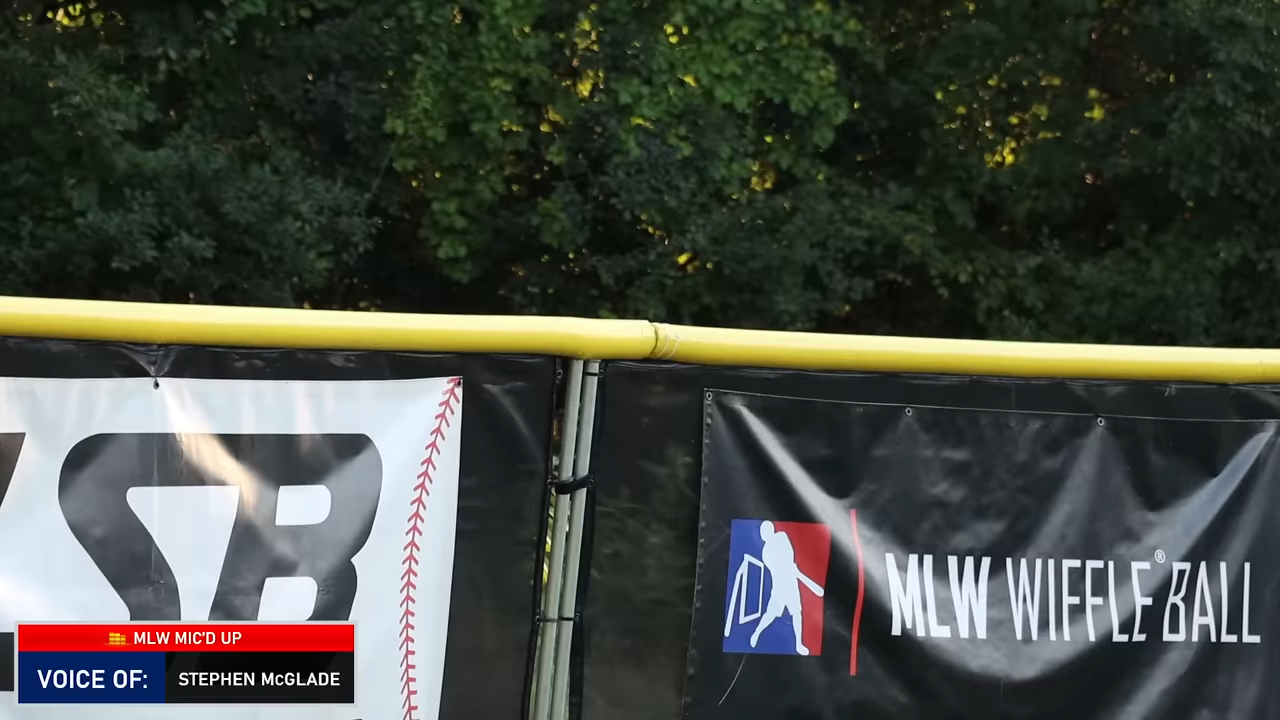 SB
MLW WIFFLE® BALL
MLW MIC'D UP
VOICE OF:
STEPHEN McGLADE